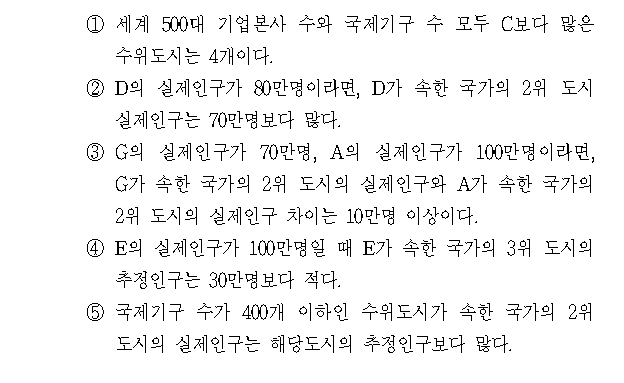 ① 세계 500대 기업본사 수와 국제기구 수 모두 C보다 많은
수위도시는 4개이다.
② D의 실제인구가 80만명이라면, D가 속한 국가의 2위 도시
실제인구는 70만명보다 많다.
③ G의 실제인구가 70만명, A의 실제인구가 100만명이라면,
G가 속한 국가의 2위 도시의 실제인구와 A가 속한 국가의
2위 도시의 실제인구 차이는 10만명 이상이다.
④ E의 실제인구가 100만명일 때 E가 속한 국가의 3위 도시의
추정인구는 30만명보다 적다.
⑤ 국제기구 수가 400개 이하인 수위도시가 속한 국가의 2위
도시의 실제인구는 해당도시의 추정인구보다 많다.